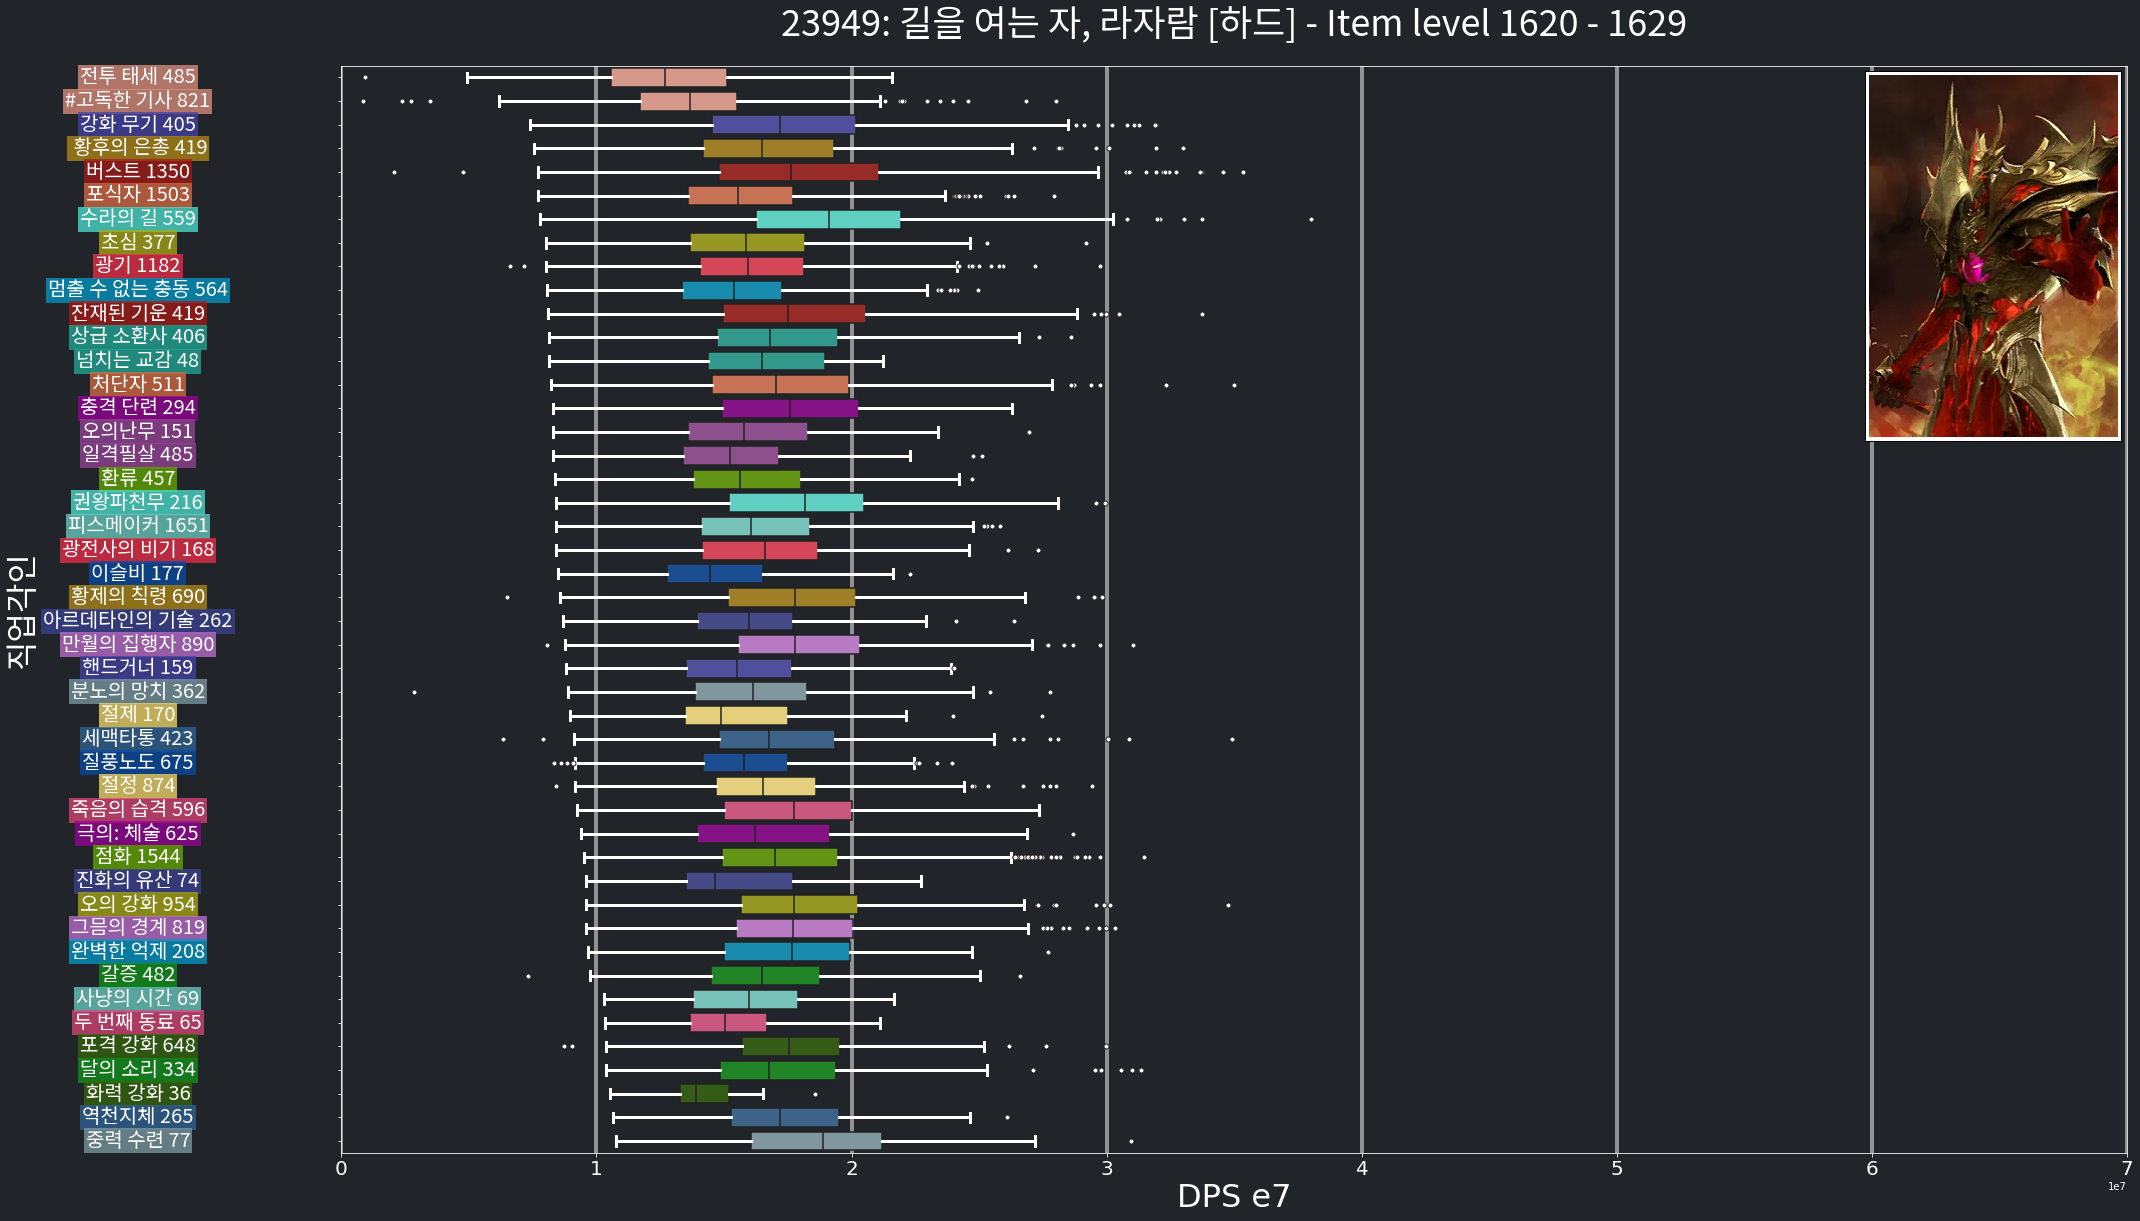 23949: 길을 여는 자, 라자람 [하드] - Item level 1620 - 1629
직업각인
전투 태세 485
#고독한 기사 821
강화 무기 405
황후의 은총 419
버스트 1350
포식자 1503
수라의 길 559
초심 377
광기 1182
멈출 수 없는 충동 564
잔재된 기운 419
상급 소환사 406
넘치는 교감 48
처단자 511
충격 단련 294
오의난무 151
일격필살 485
환류 457
권왕파천무 216
피스메이커 1651
광전사의 비기 168
이슬비 177
황제의 칙령 690
아르데타인의 기술 262
만월의 집행자 890
핸드거너 159
분노의 망치 362
절제 170
세맥타통 423
질풍노도 675
절정 874
죽음의 습격 596
극의: 체술 625
점화 1544
진화의 유산 74
오의 강화 954
그믐의 경계 819
완벽한 억제 208
갈증 482
사냥의 시간 69
두 번째 동료 65
포격 강화 648
달의 소리 334
화력 강화 36
역천지체 265
중력 수련 77
0 1 2 3 4 5 6 7
DPS e7
1e7